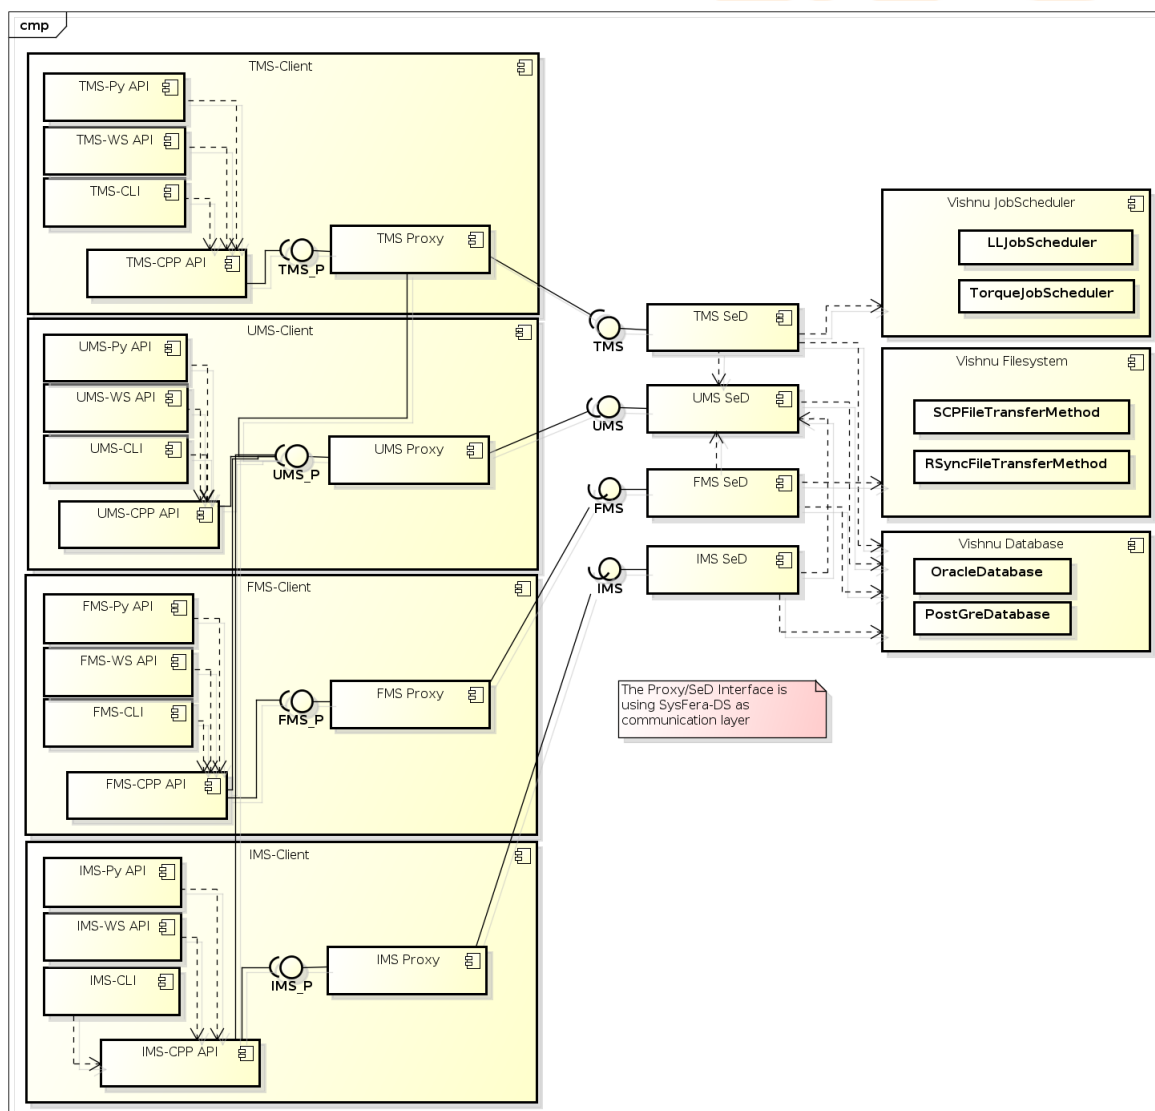 cmp
TMS-Client
TMS-Py API
TMS-WS API
TMS-CLI
TMS-CPP API
TMS_P
TMS Proxy
UMS-Client
UMS-Py API
UMS-WS API
UMS-CLI
UMS-CPP API
UMS_P
UMS Proxy
FMS-Client
FMS-Py API
FMS-WS API
FMS-CLI
FMS-CPP API
FMS_P
FMS Proxy
IMS-Client
IMS-Py API
IMS-WS API
IMS-CLI
IMS-CPP API
IMS_P
IMS Proxy
TMS
TMS SeD
UMS
UMS SeD
FMS
FMS SeD
IMS
IMS SeD
The Proxy/SeD Interface is
using SysFera-DS as
communication layer
Vishnu JobScheduler
LLJobScheduler
TorqueJobScheduler
Vishnu Filesystem
SCPFileTransferMethod
RSyncFileTransferMethod
Vishnu Database
OracleDatabase
PostGreDatabase